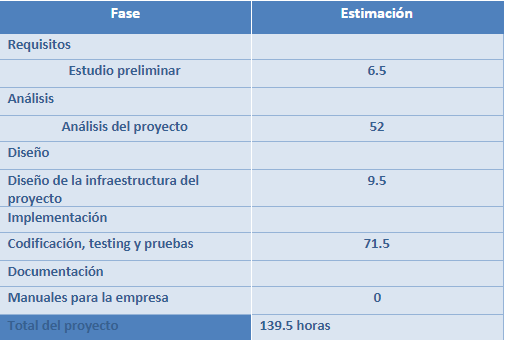 Fase Estimación
Requisitos
Estudio preliminar 6.5
Análisis
Análisis del proyecto 52
Diseño
Diseño de la infraestructura del 9.5
proyecto
Implementación
Codificación, testing y pruebas 71.5
Documentación
Manuales para la empresa 0
Total del proyecto 139.5 horas